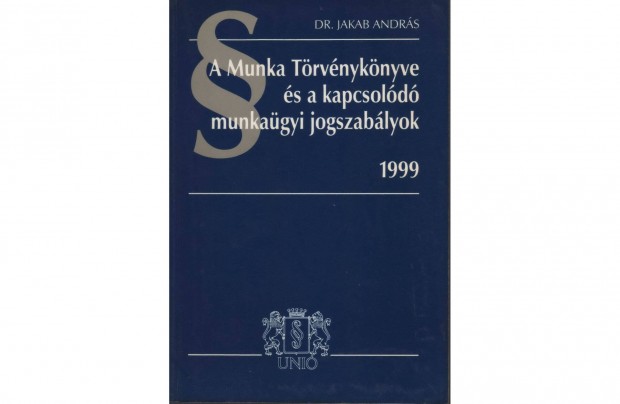 §
DR. JAKAB ANDRÁS
A Munka Törvénykönyve
és a kapcsolódó
munkaügyi jogszabályok
1999
§
UNIÓ